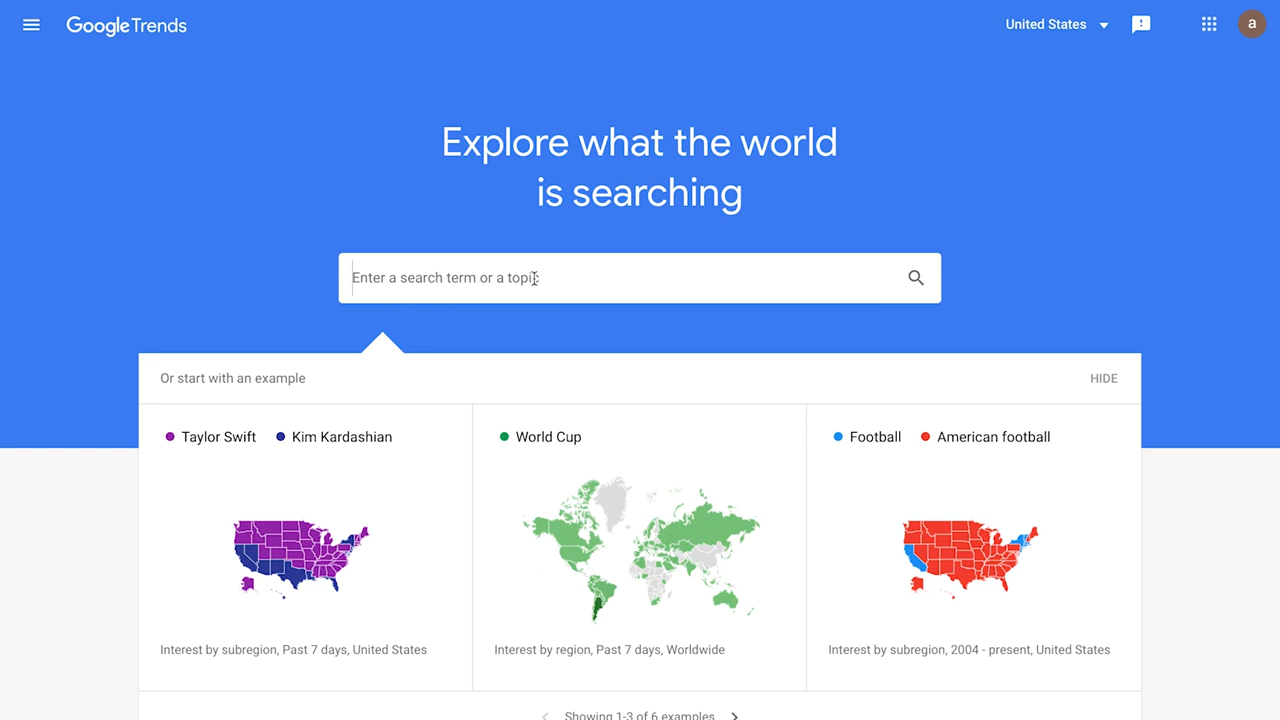 Google Trends
United States
a
Explore what the world
is searching
Enter a search term or a topic
Or start with an example
HIDE
Taylor Swift Kim Kardashian
World Cup
Football American football
Interest by subregion, Past 7 days, United States
Interest by region, Past 7 days, Worldwide
Interest by subregion, 2004 - present, United States
Showing 1-3 of 6 examples